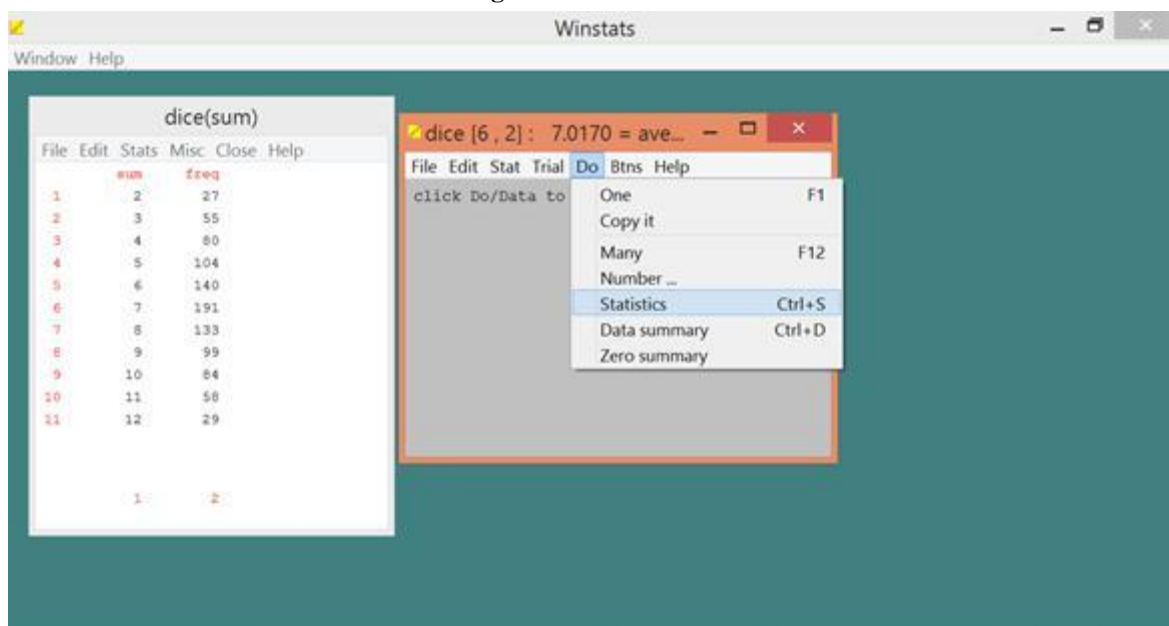 Winstats
Window Help
dice(sum)
File Edit Stats Misc Close Help
sum freq
1 2 27
2 3 55
3 4 80
4 5 104
5 6 140
6 7 191
7 8 133
8 9 99
9 10 84
10 11 58
11 12 29
1 2
dice [6 , 2] : 7.0170 = ave...
File Edit Stat Trial Do Btns Help
click Do/Data to
One F1
Copy it
Many F12
Number ...
Statistics Ctrl+S
Data summary Ctrl+D
Zero summary